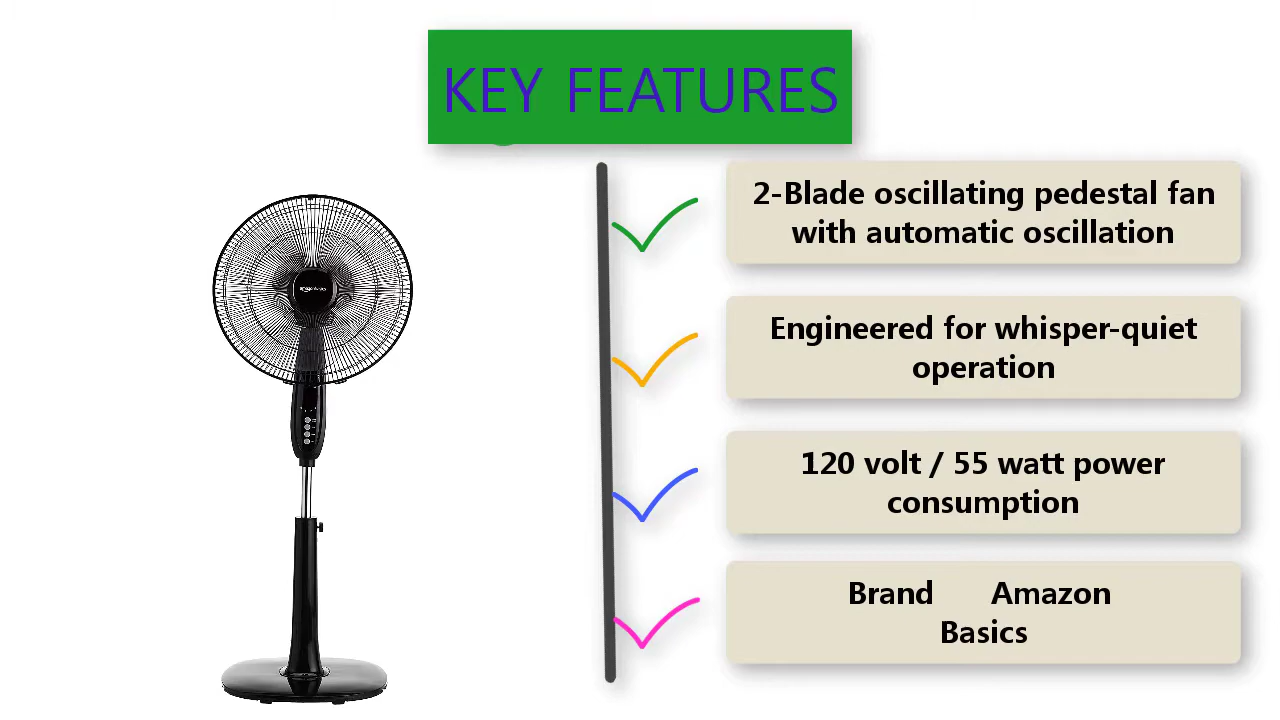 KEY FEATURES
2-Blade oscillating pedestal fan
with automatic oscillation
Engineered for whisper-quiet
operation
120 volt / 55 watt power
consumption
Brand Amazon
Basics